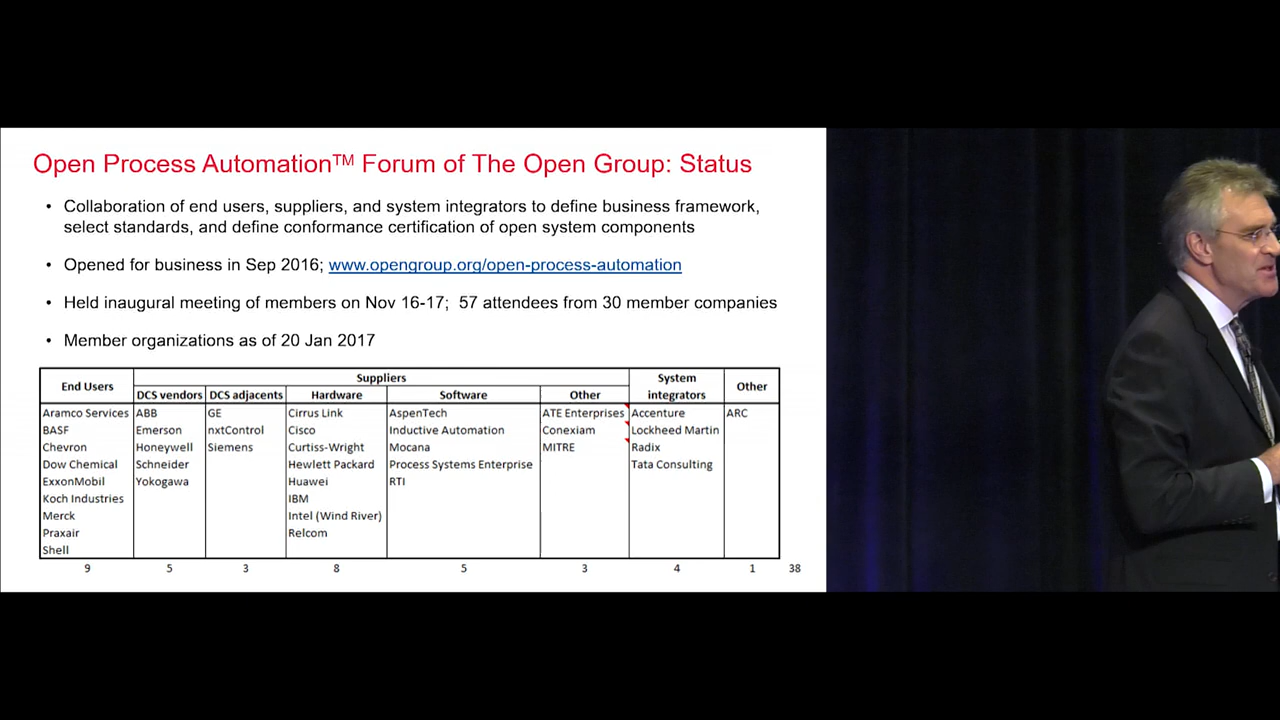 Open Process Automation™ Forum of The Open Group: Status
• Collaboration of end users, suppliers, and system integrators to define business framework,
select standards, and define conformance certification of open system components
• Opened for business in Sep 2016; www.opengroup.org/open-process-automation
• Held inaugural meeting of members on Nov 16-17; 57 attendees from 30 member companies
• Member organizations as of 20 Jan 2017
End Users Suppliers System integrators Other
DCS vendors DCS adjacents Hardware Software Other
Aramco Services ABB GE Cirrus Link AspenTech ATE Enterprises Accenture ARC
BASF Emerson nxtControl Cisco Inductive Automation Conexiam Lockheed Martin
Chevron Honeywell Siemens Curtiss-Wright Mocana MITRE Radix
Dow Chemical Schneider Hewlett Packard Process Systems Enterprise Tata Consulting
ExxonMobil Yokogawa Huawei RTI
Koch Industries IBM
Merck Intel (Wind River)
Praxair Relcom
Shell
9 5 3 8 5 3 4 1 38